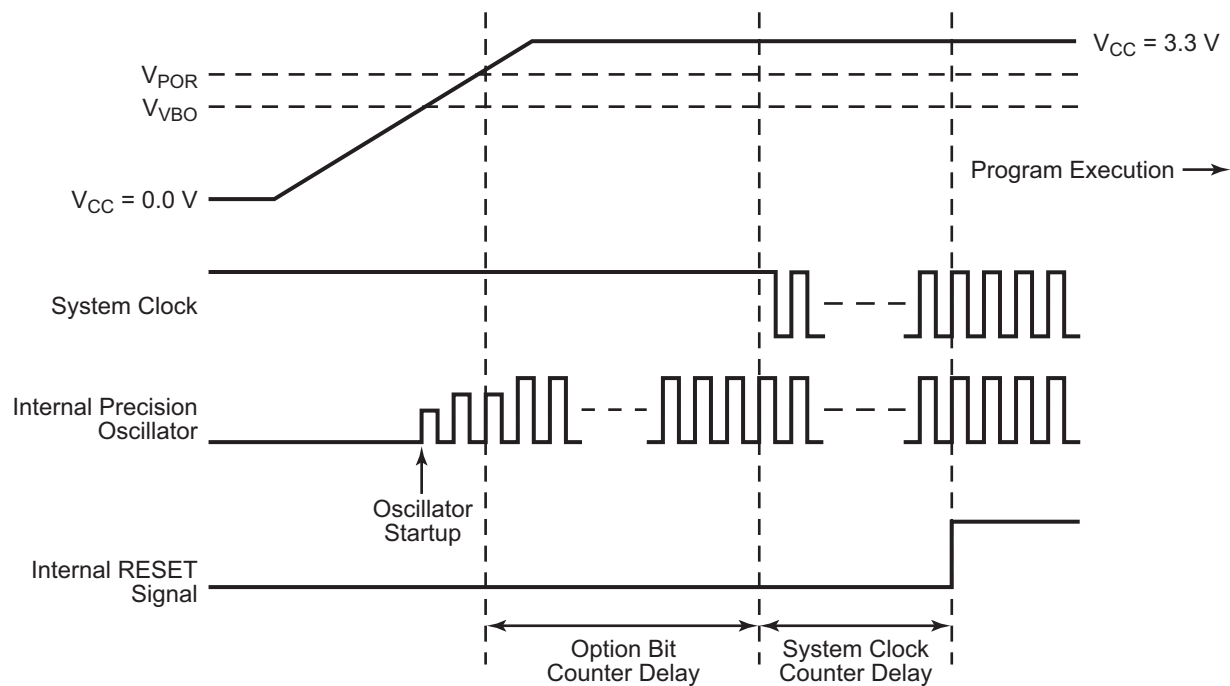 V_CC = 3.3 V
V_POR
V_VBO
Program Execution
V_CC = 0.0 V
System Clock
Internal Precision
Oscillator
Oscillator
Startup
Internal RESET
Signal
Option Bit
Counter Delay
System Clock
Counter Delay